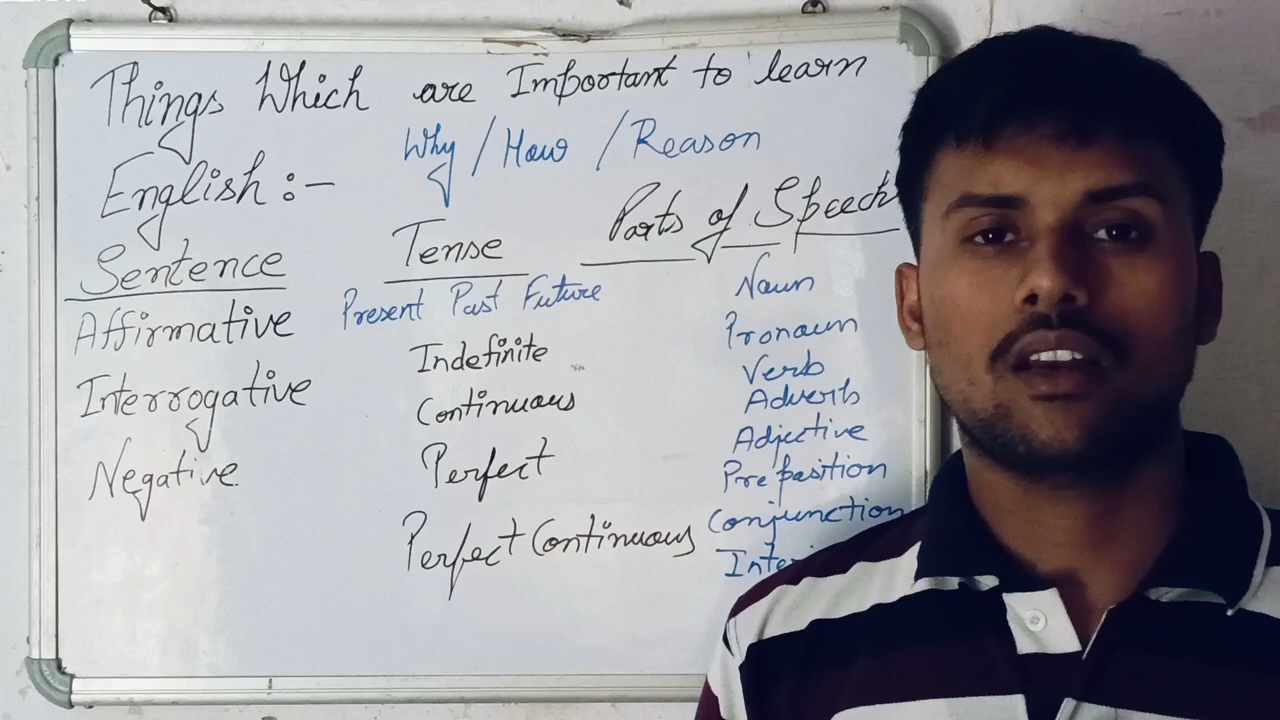 Things Which are Important to learn
Why / How / Reason
English :-
Sentence
Affirmative
Interrogative
Negative
Tense
Present Past Future
Indefinite
Continuous
Perfect
Perfect Continuous
Parts of Speech
Noun
Pronoun
Verb
Adverb
Adjective
Preposition
Conjunction